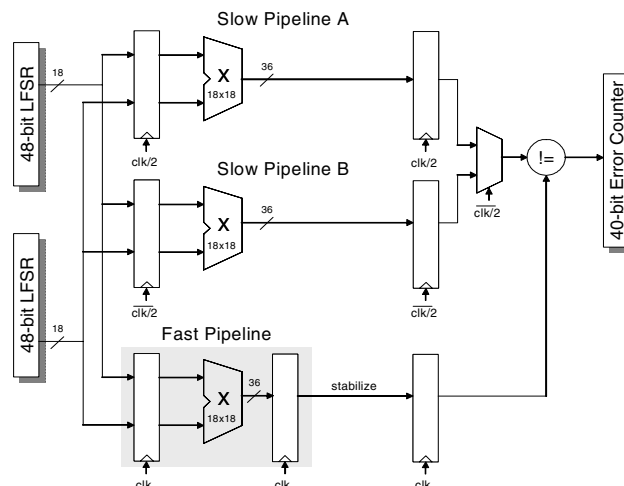 Slow Pipeline A
48-bit LFSR
18
X
18x18
36
clk/2
clk/2
Slow Pipeline B
X
18x18
36
clk/2
clk/2
clk/2
!=
40-bit Error Counter
48-bit LFSR
18
Fast Pipeline
X
18x18
36
stabilize
clk
clk
clk